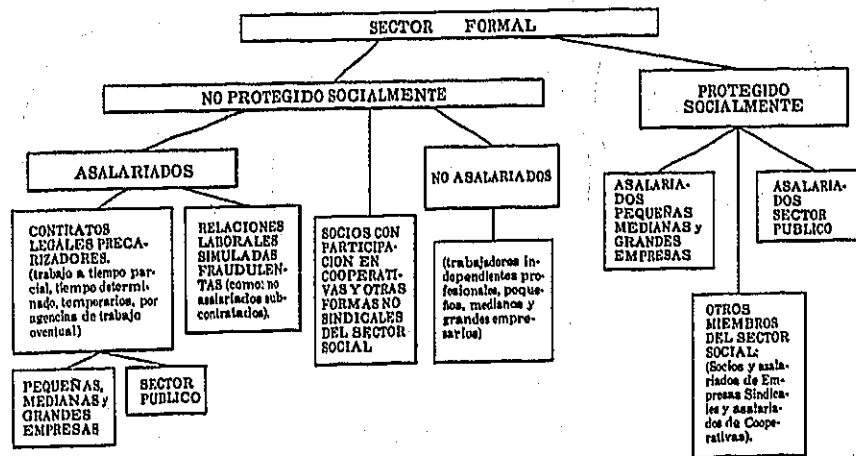 SECTOR FORMAL
NO PROTEGIDO SOCIALMENTE
PROTEGIDO
SOCIALMENTE
ASALARIADOS
NO ASALARIADOS
CONTRATOS
LEGALES PRECA-
RIZADORES.
(trabajo a tiempo par-
cial, tiempo determi-
nado, temporarios, por
agencias de trabajo
eventual)
RELACIONES
LABORALES
SIMULADAS
FRAUDULEN-
TAS (como: no
asalariados sub-
contratados).
SOCIOS CON
PARTICIPA-
CION EN
COOPERATI-
VAS Y OTRAS
FORMAS NO
SINDICALES
DEL SECTOR
SOCIAL
(trabajadores in-
dependientes pro-
fesionales, peque-
ños, medianos y
grandes empre-
sarios)
ASALARIA-
DOS
PEQUEÑAS
MEDIANAS y
GRANDES
EMPRESAS
ASALARIA-
DOS
SECTOR
PUBLICO
PEQUEÑAS,
MEDIANAS y
GRANDES
EMPRESAS
SECTOR
PUBLICO
OTROS
MIEMBROS
DEL SECTOR
SOCIAL:
(Socios y asala-
riados de Em-
presas Sindica-
les y asalaria-
dos de Coope-
rativas).